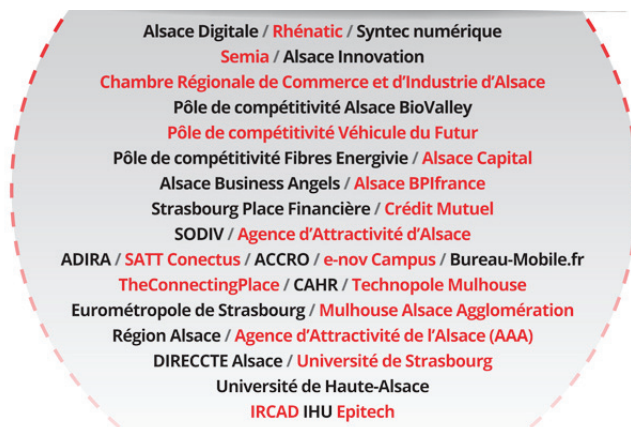 Alsace Digitale / Rhénatic / Syntec numérique
Semia / Alsace Innovation
Chambre Régionale de Commerce et d'Industrie d'Alsace
Pôle de compétitivité Alsace BioValley
Pôle de compétitivité Véhicule du Futur
Pôle de compétitivité Fibres Energivie / Alsace Capital
Alsace Business Angels / Alsace BPIfrance
Strasbourg Place Financière / Crédit Mutuel
SODIV / Agence d'Attractivité d'Alsace
ADIRA / SATT Conectus / ACCRO / e-nov Campus / Bureau-Mobile.fr
TheConnectingPlace / CAHR / Technopole Mulhouse
Eurométropole de Strasbourg / Mulhouse Alsace Agglomération
Région Alsace / Agence d'Attractivité de l'Alsace (AAA)
DIRECCTE Alsace / Université de Strasbourg
Université de Haute-Alsace
IRCAD IHU Epitech